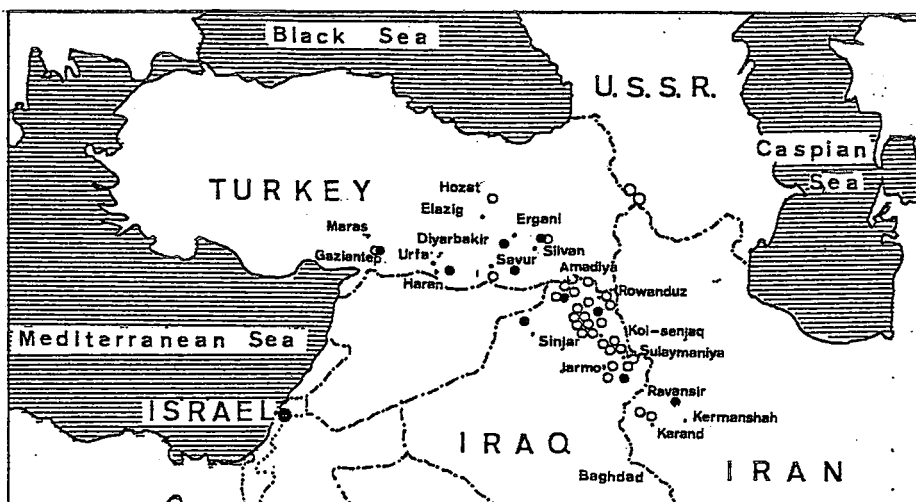 Black Sea
U.S.S.R.
Caspian
Sea
TURKEY
Hozat
Elazig
Ergani
Maras
Diyarbakir
Silvan
Gaziantep
Urfa
Savur
Amadiya
Haran
Rowanduz
Mediterranean Sea
Sinjar
Koi-senjaq
Sulaymaniya
Jarmo
Ravansir
ISRAEL
Kermanshah
Karand
IRAQ
Baghdad
IRAN